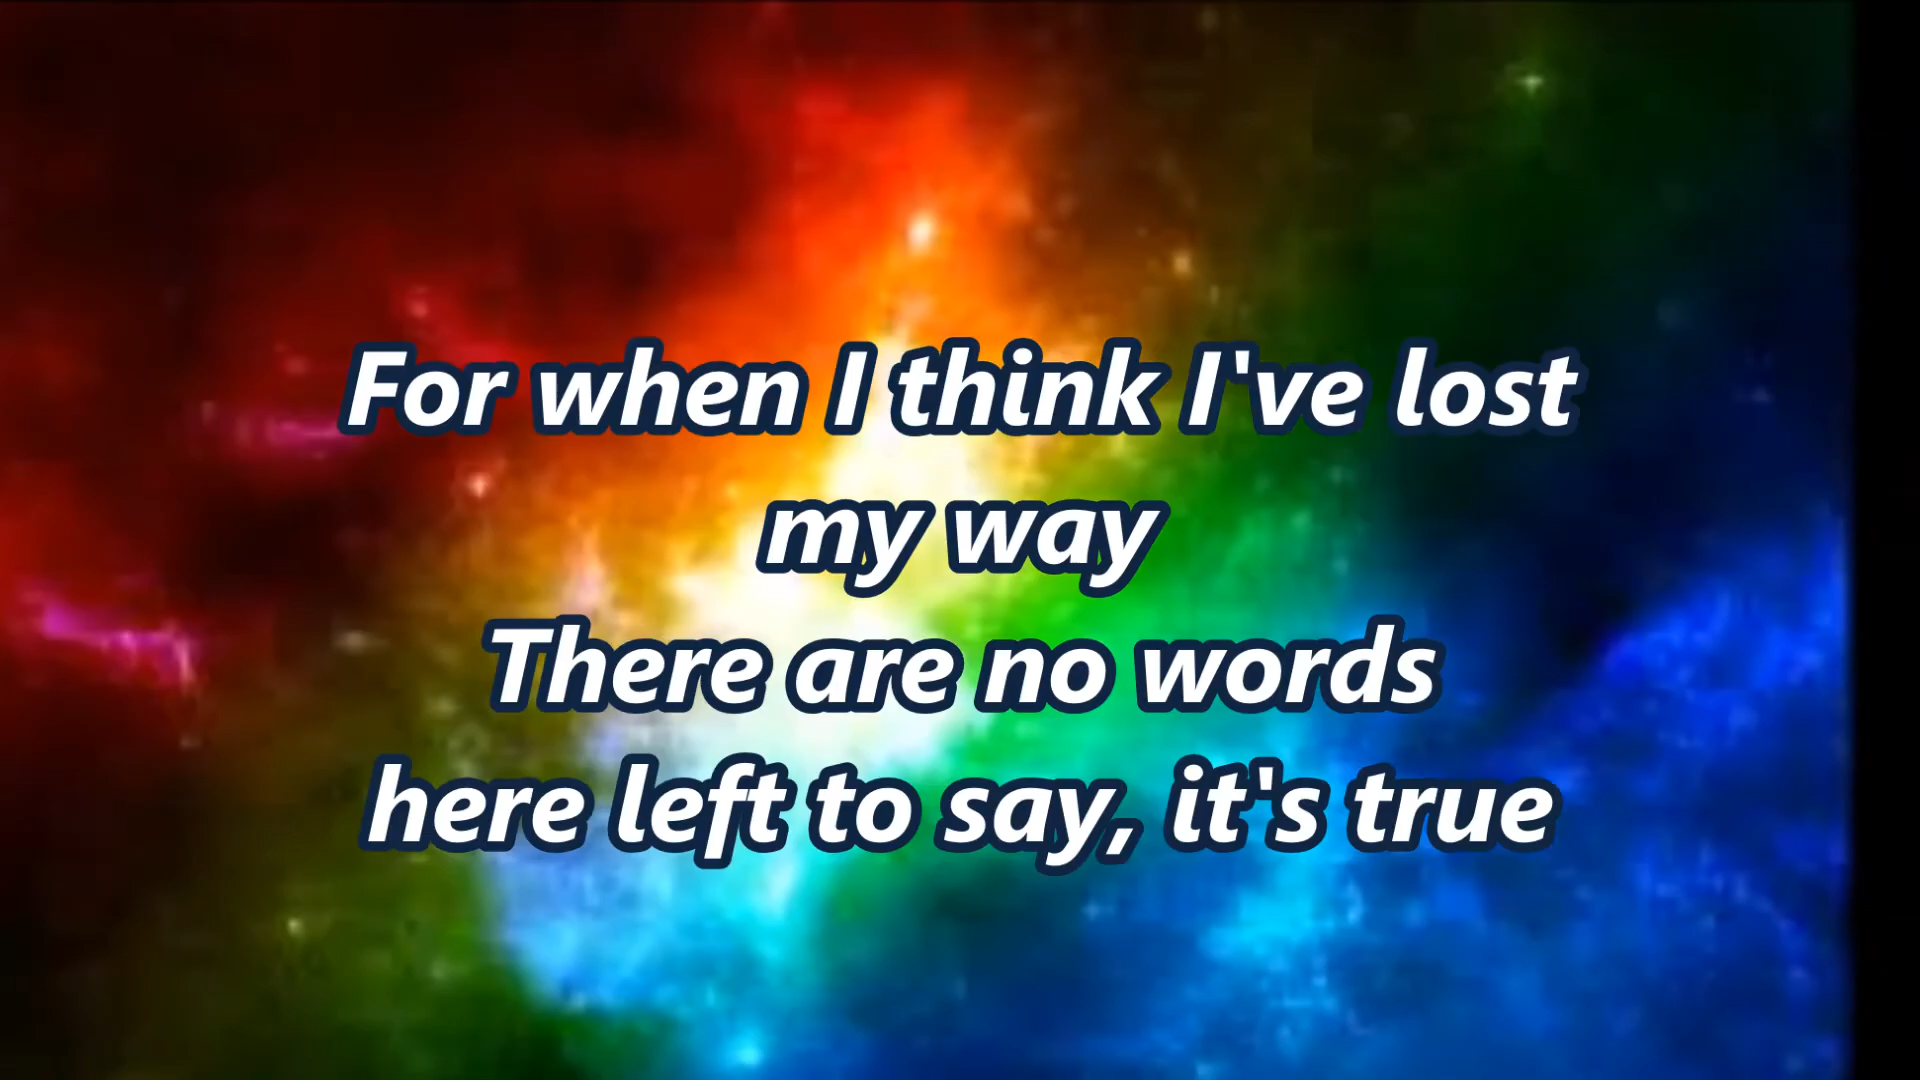 For when I think I've lost
my way
There are no words
here left to say, it's true